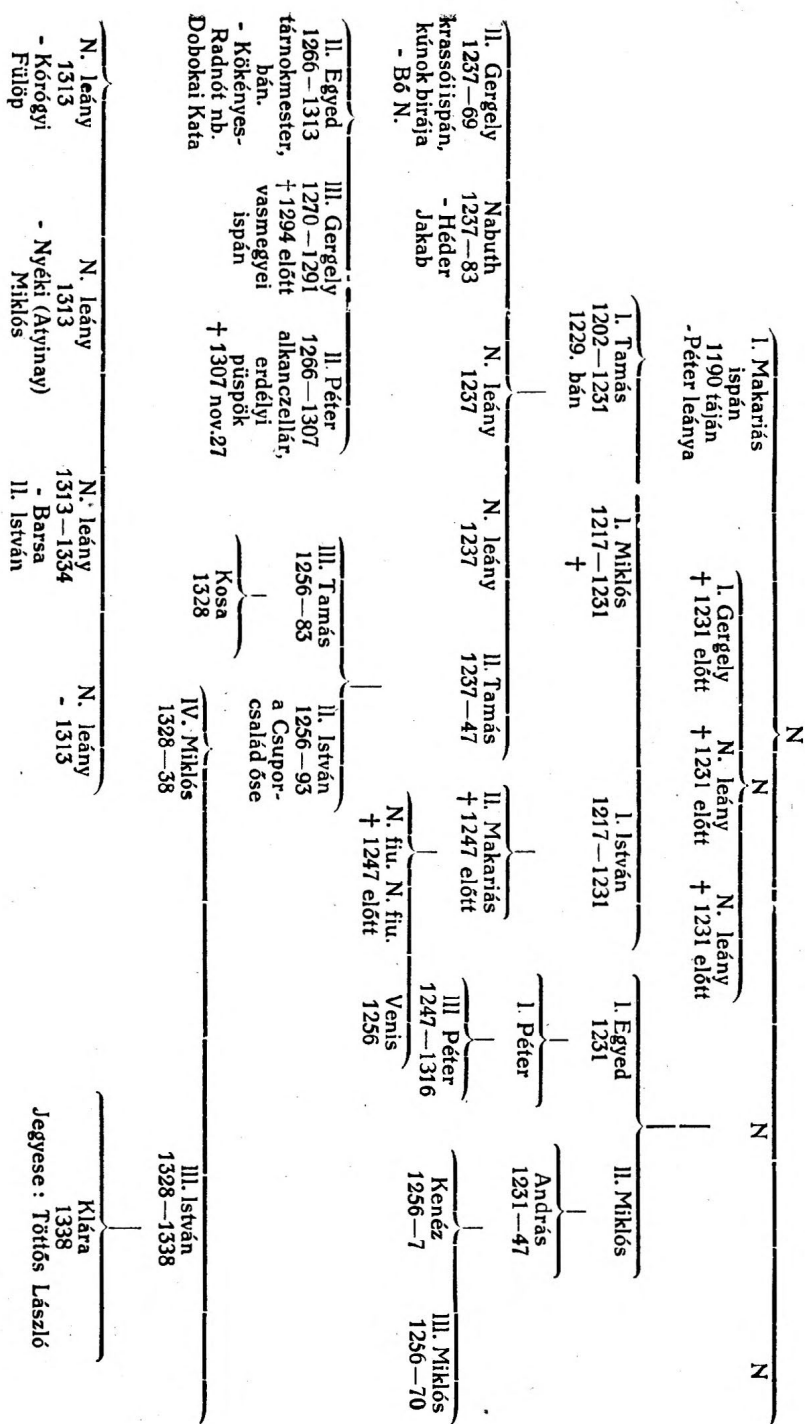 N
I. Makariás
ispán
1190 táján
-Péter leánya
N
N
N
I. Gergely
† 1231 előtt
N. leány
† 1231 előtt
N. leány
† 1231 előtt
I. Tamás
1202—1231
1229. bán
I. Miklós
1217—1231
†
I. István
1217—1231
I. Egyed
1231
II. Miklós
I. Péter
András
1231—47
II. Gergely
1237—69
krassói ispán,
kúnok birája
- Bő N.
Nabuth
1237—83
- Héder
Jakab
N. leány
1237
N. leány
1237
II. Tamás
1237—47
II. Makariás
† 1247 előtt
III Péter
1247—1316
Kenéz
1256—7
III. Miklós
1256—70
N. fiu. N. fiu.
† 1247 előtt
Venis
1256
II. Egyed
1266—1313
tárnokmester,
bán.
- Kökényes-
Radnót nb.
Dobokai Kata
III. Gergely
1270—1291
† 1294 előtt
vasmegyei
ispán
II. Péter
1266—1307
alkanczellár,
erdélyi
püspök
† 1307 nov.27
III. Tamás
1256—83
II. István
1256—93
a Csupor-
család őse
Kosa
1328
IV. Miklós
1328—38
III. István
1328—1338
N. leány
1313
- Kórógyi
Fülöp
N. leány
1313
- Nyéki (Atyinay)
Miklós
N. leány
1313—1334
- Barsa
II. István
N. leány
- 1313
Klára
1338
Jegyese : Töttős László